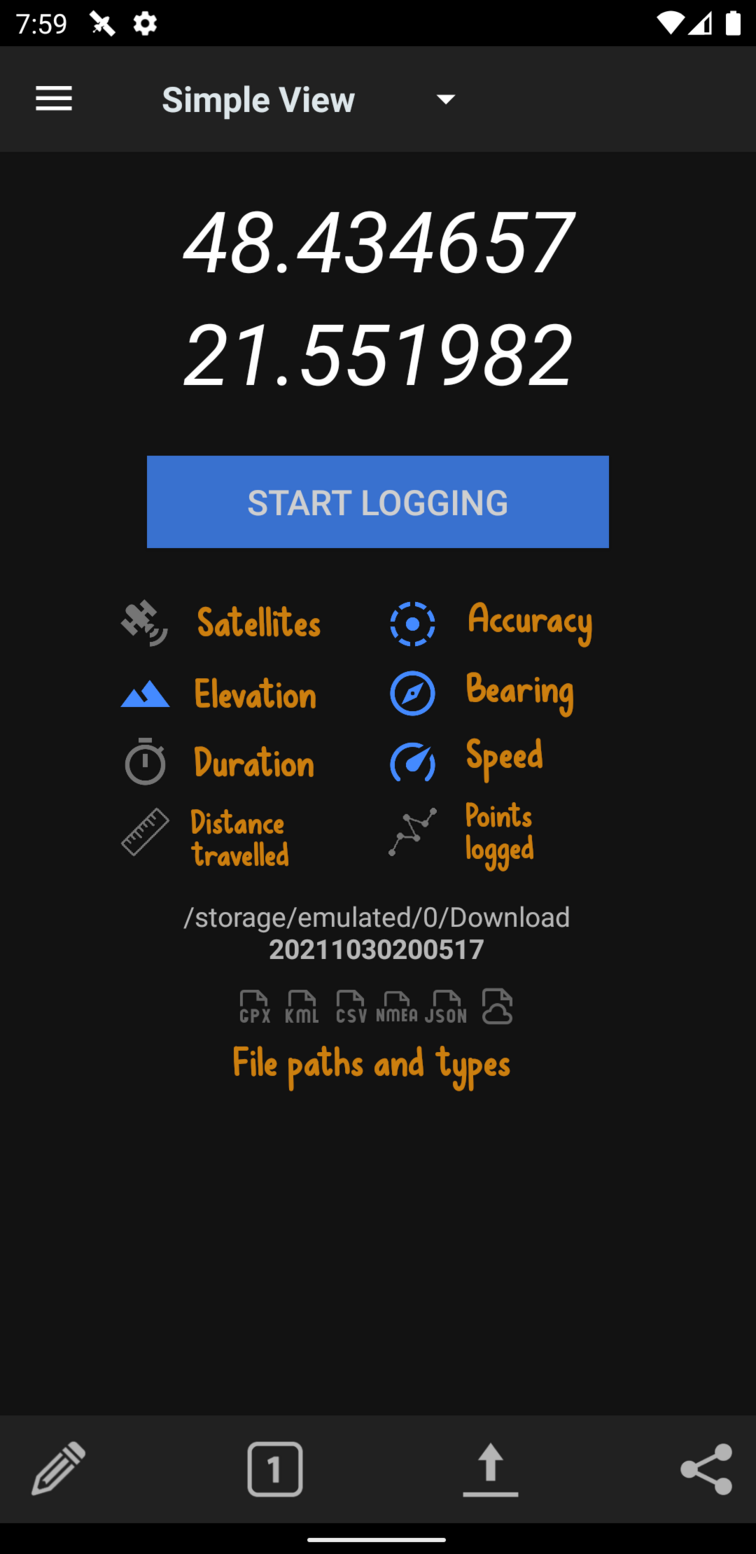 7:59
Simple View
48.434657
21.551982
START LOGGING
Satellites
Accuracy
Elevation
Bearing
Duration
Speed
Distance
travelled
Points
logged
/storage/emulated/0/Download
20211030200517
GPX KML CSV NMEA JSON
File paths and types
1